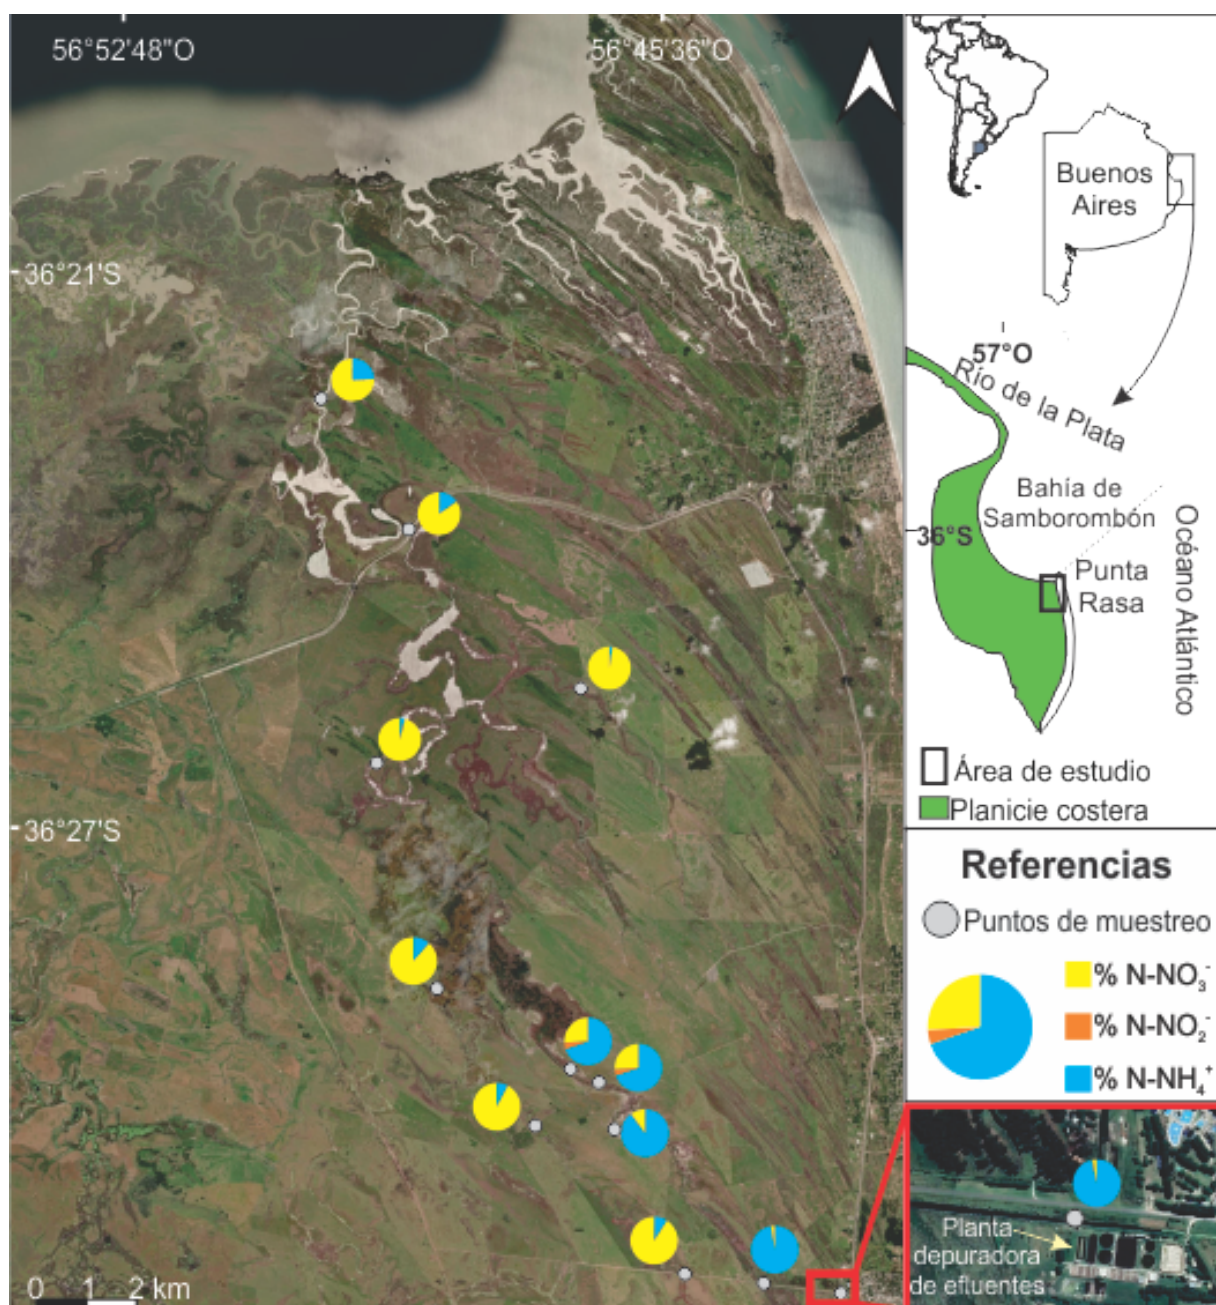 56°52'48"O
56°45'36"O
36°21'S
36°27'S
0 1 2 km
Buenos
Aires
57°O
Río de la Plata
Bahía de
Samborombón
36°S
Punta
Rasa
Océano Atlántico
Área de estudio
Planicie costera
Referencias
Puntos de muestreo
% N-NO₃⁻
% N-NO₂⁻
% N-NH₄⁺
Planta
depuradora
de efluentes